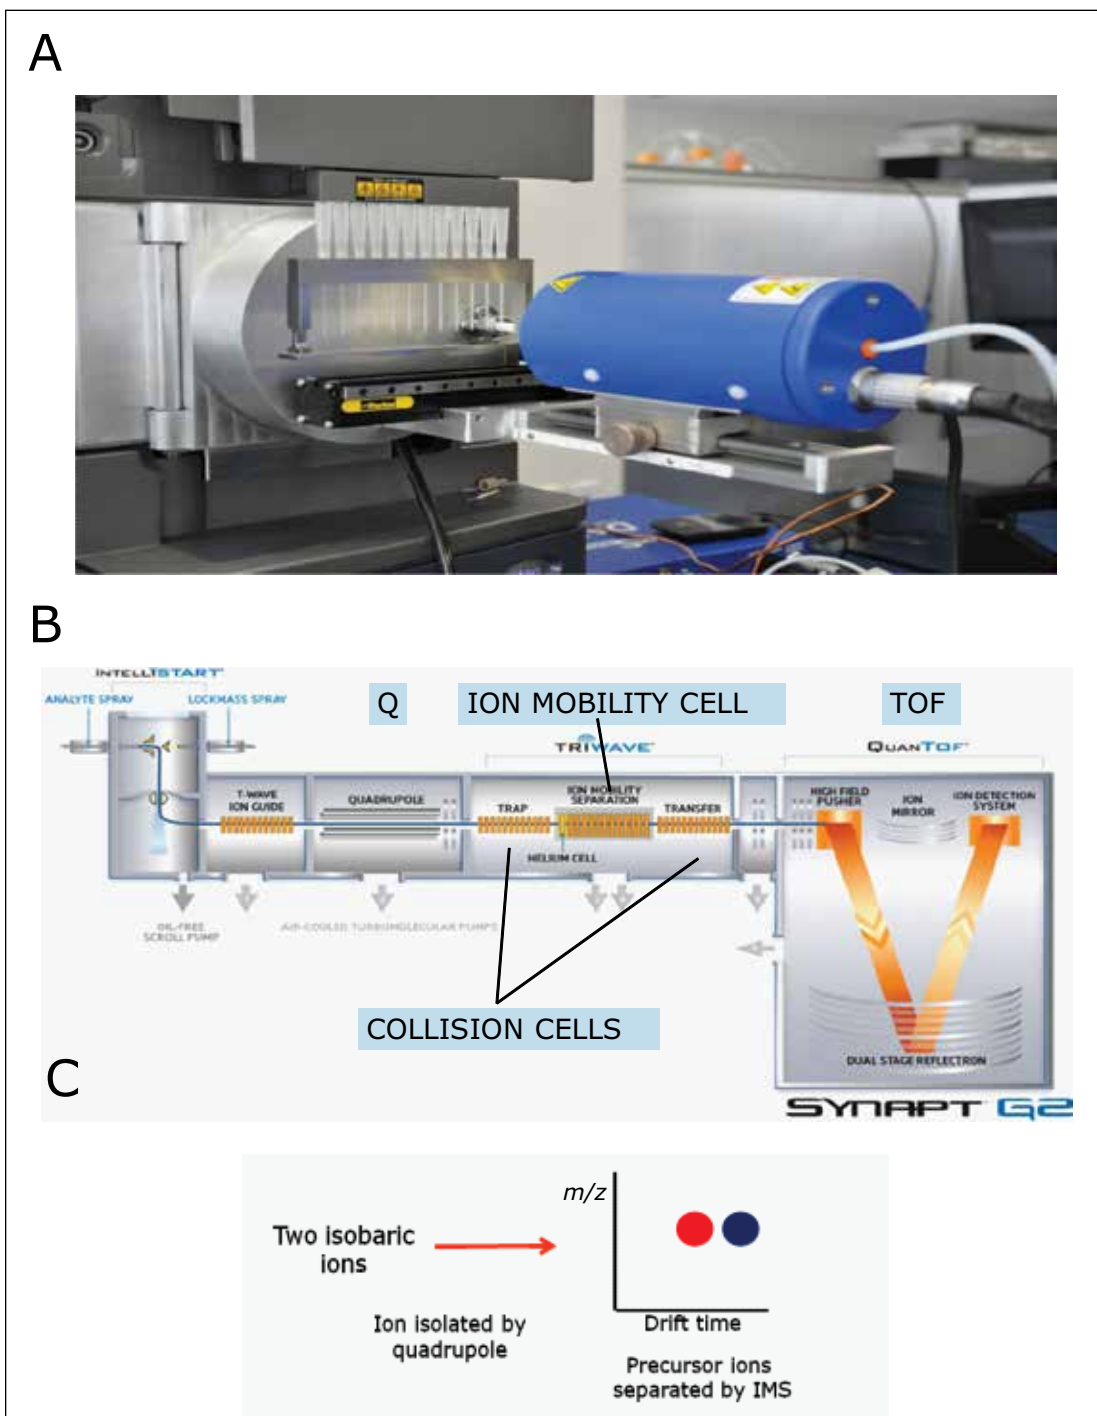 A
B
INTELLISTART
ANALYTE SPRAY
LOCKMASS SPRAY
Q
ION MOBILITY CELL
TOF
TRIWAVE
QUANTOF
T-WAVE
ION GUIDE
QUADRUPOLE
TRAP
ION MOBILITY
SEPARATION
TRANSFER
HELIUM CELL
HIGH FIELD
PUSHER
ION
MIRROR
ION DETECTION
SYSTEM
OIL-FREE
SCROLL PUMP
AIR-COOLED TURBOMOLECULAR PUMPS
COLLISION CELLS
DUAL STAGE REFLECTRON
SYNAPT G2
C
Two isobaric
ions
m/z
Ion isolated by
quadrupole
Drift time
Precursor ions
separated by IMS